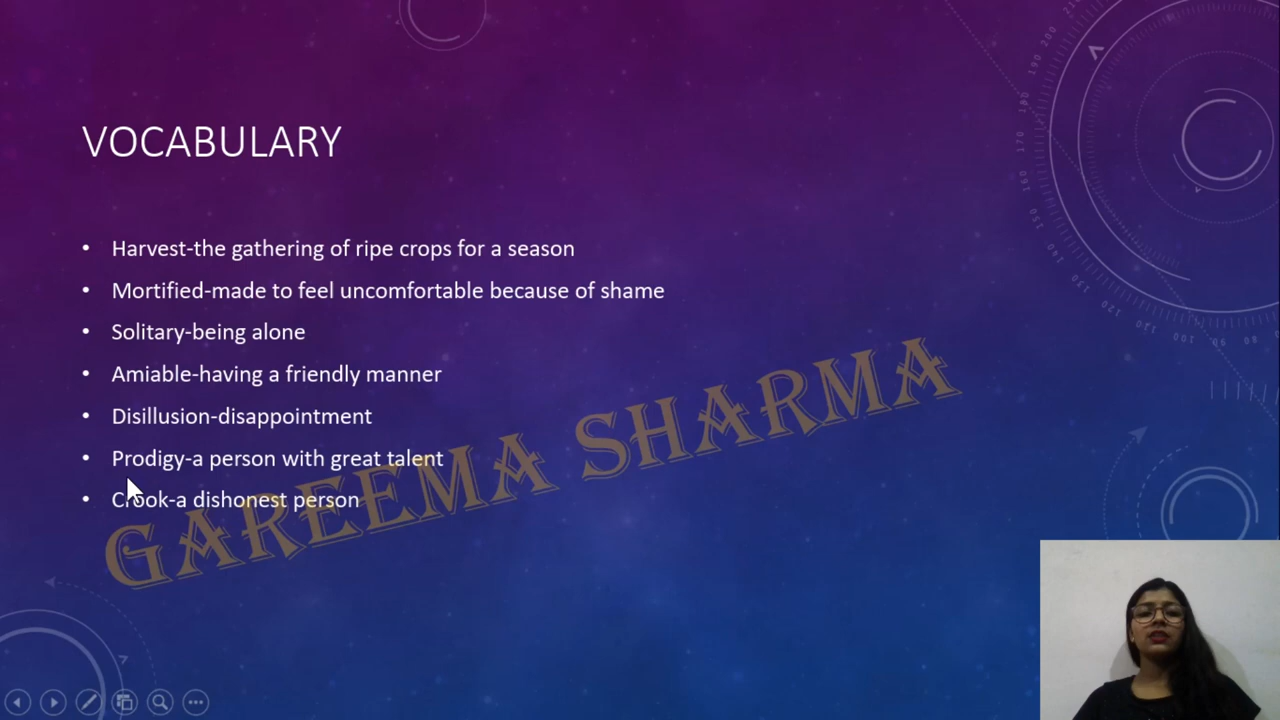 VOCABULARY
• Harvest-the gathering of ripe crops for a season
• Mortified-made to feel uncomfortable because of shame
• Solitary-being alone
• Amiable-having a friendly manner
• Disillusion-disappointment
• Prodigy-a person with great talent
• Crook-a dishonest person
GAREEMA SHARMA